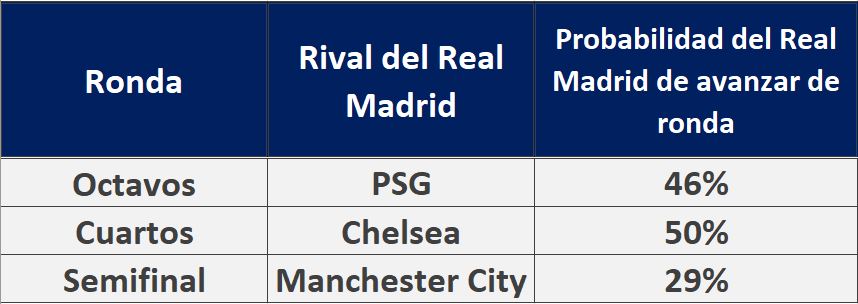 Ronda
Rival del Real
Madrid
Probabilidad del Real
Madrid de avanzar de
ronda
Octavos PSG 46%
Cuartos Chelsea 50%
Semifinal Manchester City 29%